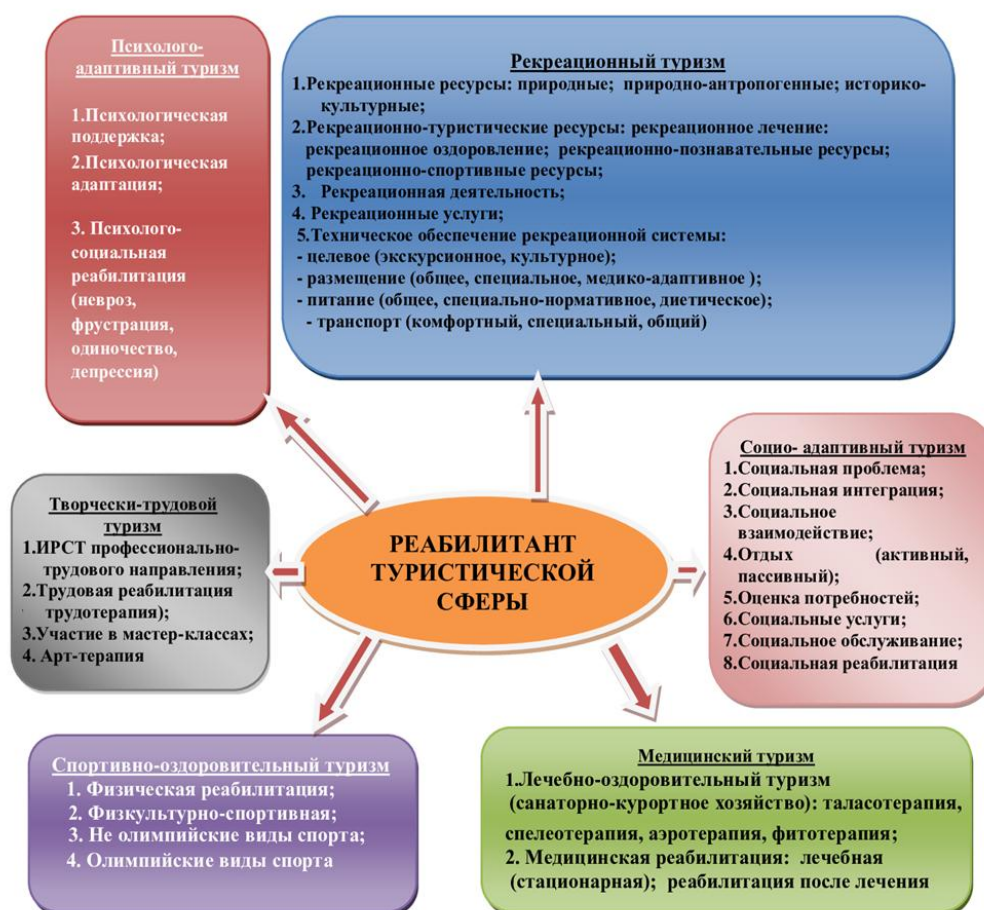 Психолого-
адаптивный туризм
1.Психологическая
поддержка;
2.Психологическая
адаптация;
3. Психолого-
социальная
реабилитация
(невроз,
фрустрация,
одиночество,
депрессия)
Рекреационный туризм
1.Рекреационные ресурсы: природные; природно-антропогенные; историко-
культурные;
2.Рекреационно-туристические ресурсы: рекреационное лечение:
рекреационное оздоровление; рекреационно-познавательные ресурсы;
рекреационно-спортивные ресурсы;
3. Рекреационная деятельность;
4. Рекреационные услуги;
5.Техническое обеспечение рекреационной системы:
- целевое (экскурсионное, культурное);
- размещение (общее, специальное, медико-адаптивное );
- питание (общее, специально-нормативное, диетическое);
- транспорт (комфортный, специальный, общий)
Творчески-трудовой
туризм
1.ИРСТ профессионально-
трудового направления;
2.Трудовая реабилитация
трудотерапия);
3.Участие в мастер-классах;
4. Арт-терапия
РЕАБИЛИТАНТ
ТУРИСТИЧЕСКОЙ
СФЕРЫ
Социо- адаптивный туризм
1.Социальная проблема;
2.Социальная интеграция;
3.Социальное
взаимодействие;
4.Отдых (активный,
пассивный);
5.Оценка потребностей;
6.Социальные услуги;
7.Социальное обслуживание;
8.Социальная реабилитация
Спортивно-оздоровительный туризм
1. Физическая реабилитация;
2. Физкультурно-спортивная;
3. Не олимпийские виды спорта;
4. Олимпийские виды спорта
Медицинский туризм
1.Лечебно-оздоровительный туризм
(санаторно-курортное хозяйство): таласотерапия,
спелеотерапия, аэротерапия, фитотерапия;
2. Медицинская реабилитация: лечебная
(стационарная); реабилитация после лечения